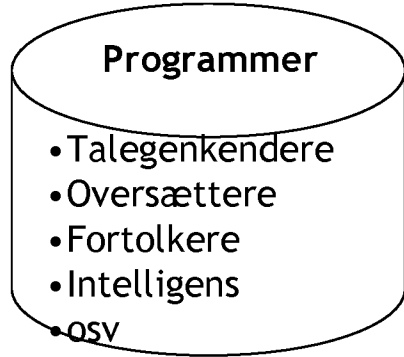 Programmer
•Talegenkendere
•Oversættere
•Fortolkere
•Intelligens
•osv